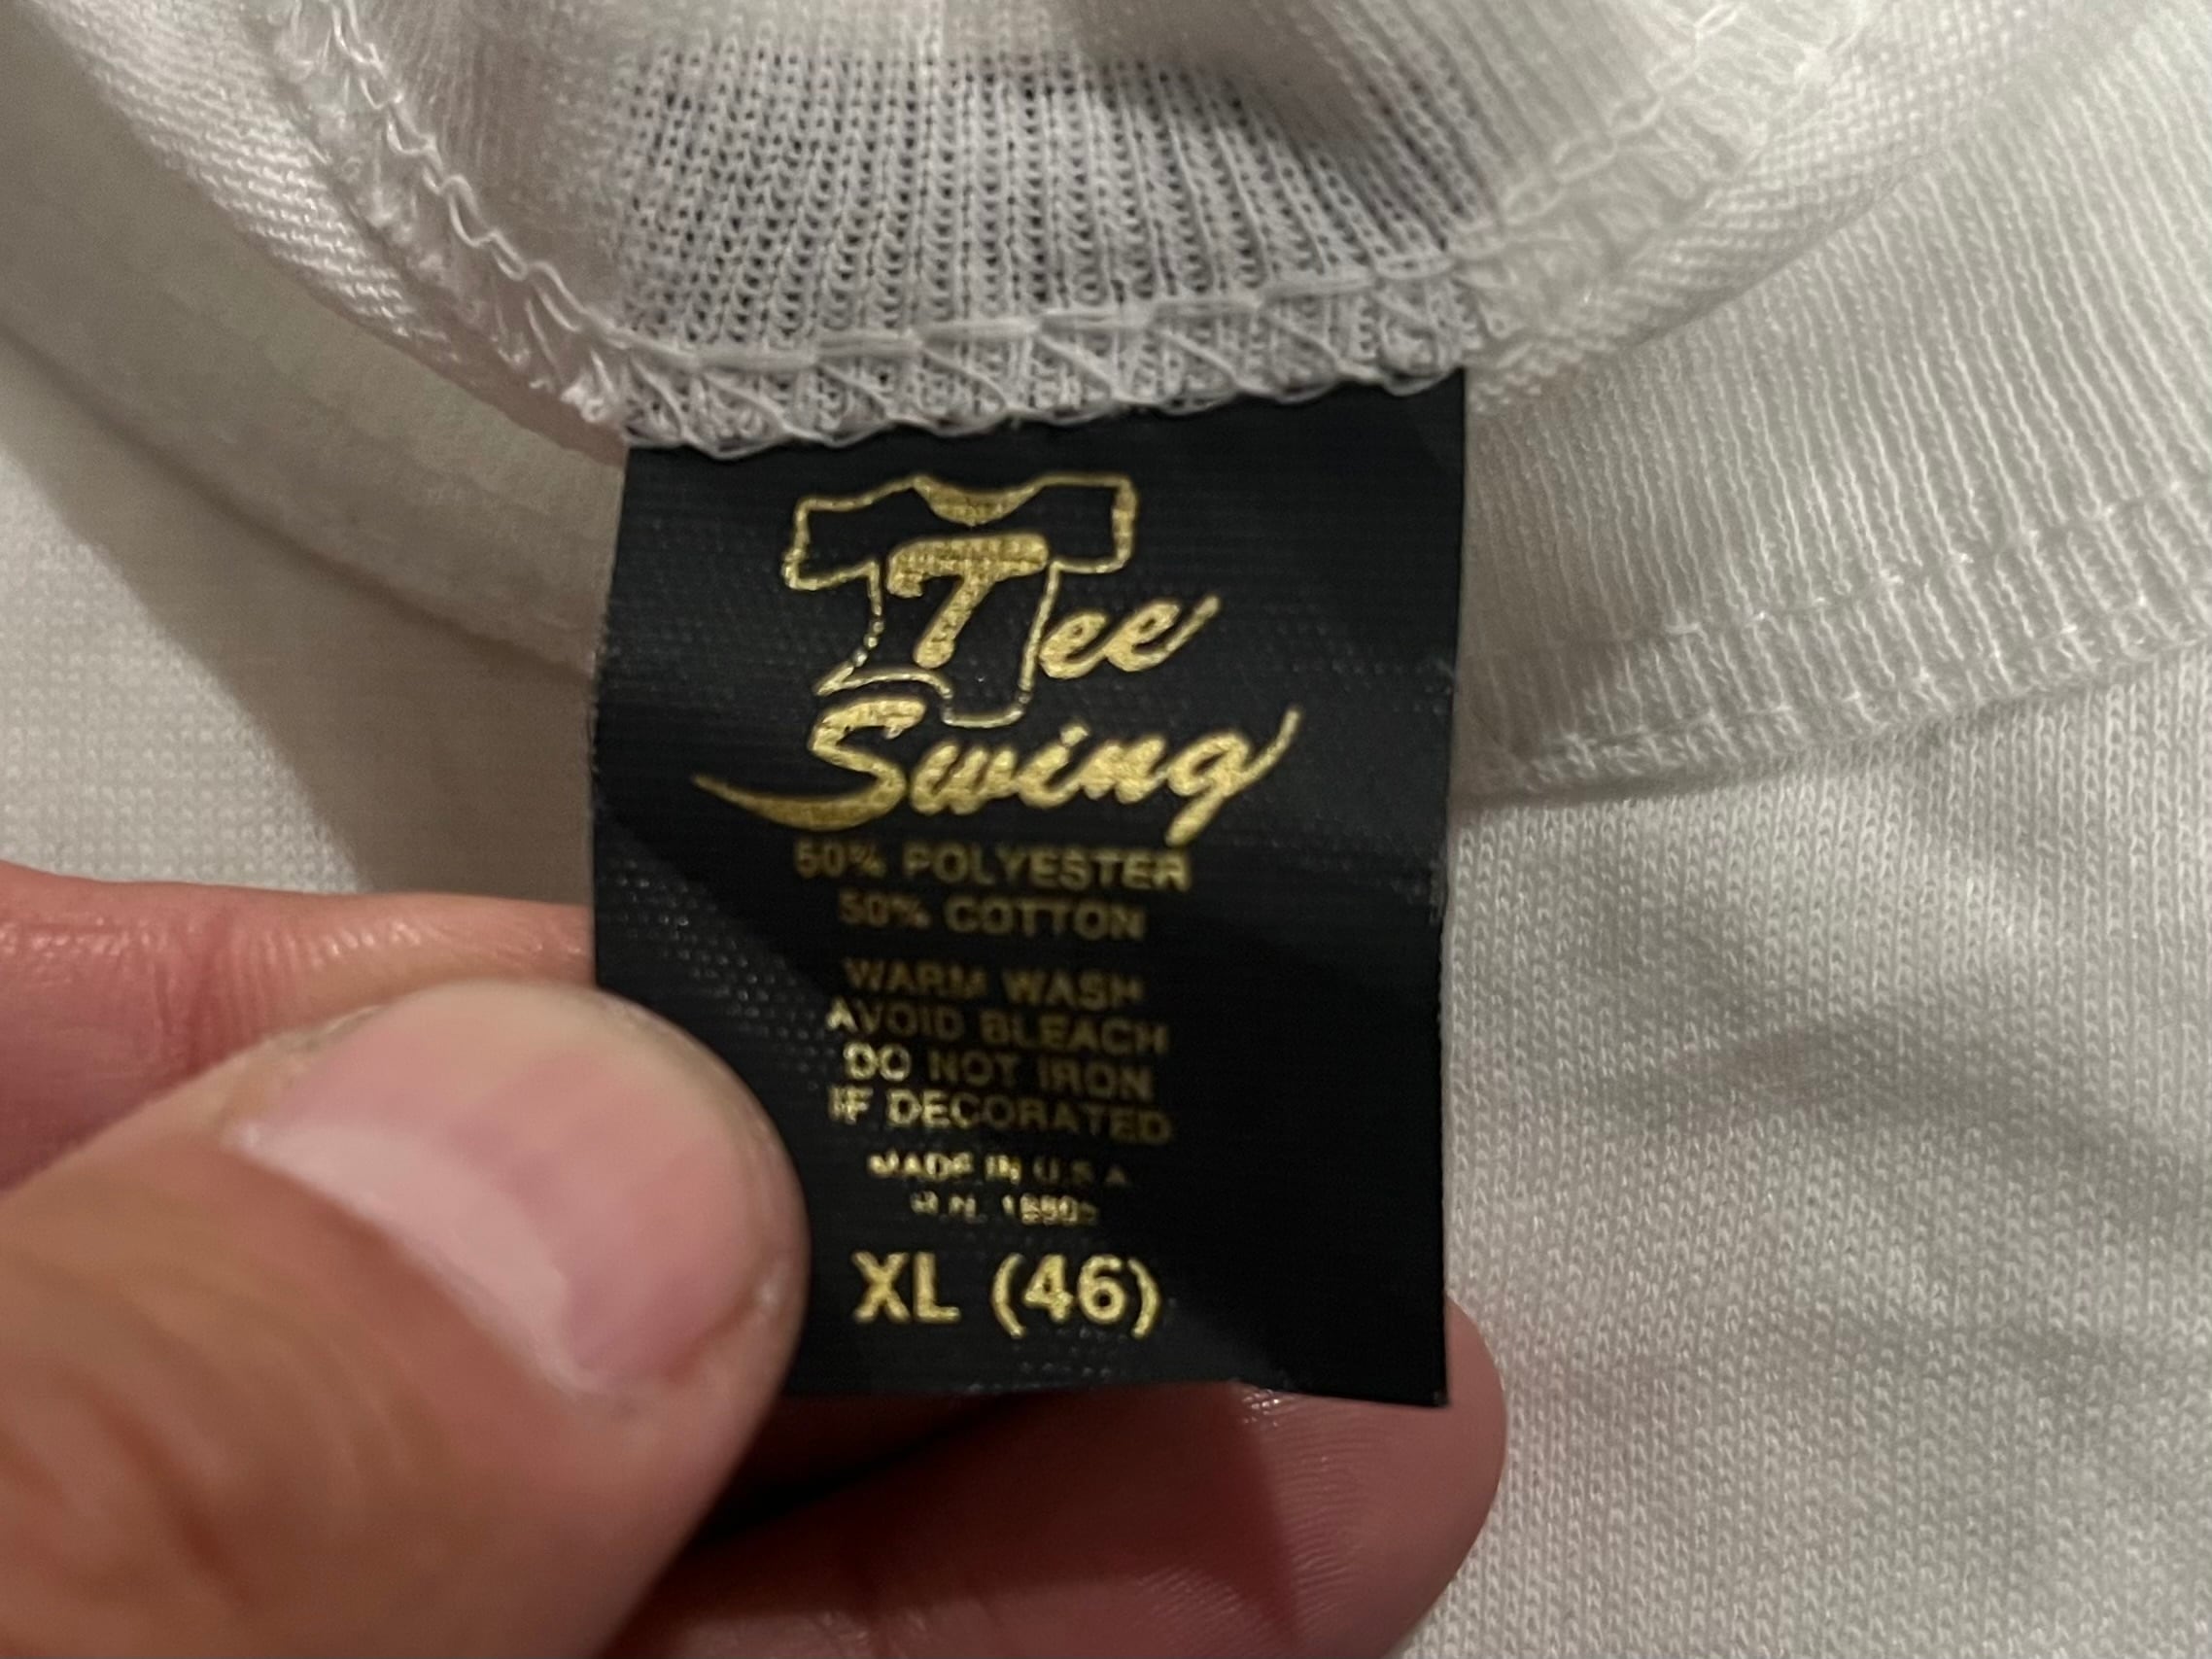 Tee
Swing
50% POLYESTER
50% COTTON
WARM WASH
AVOID BLEACH
DO NOT IRON
IF DECORATED
MADE IN U.S.A
R.N.
XL (46)